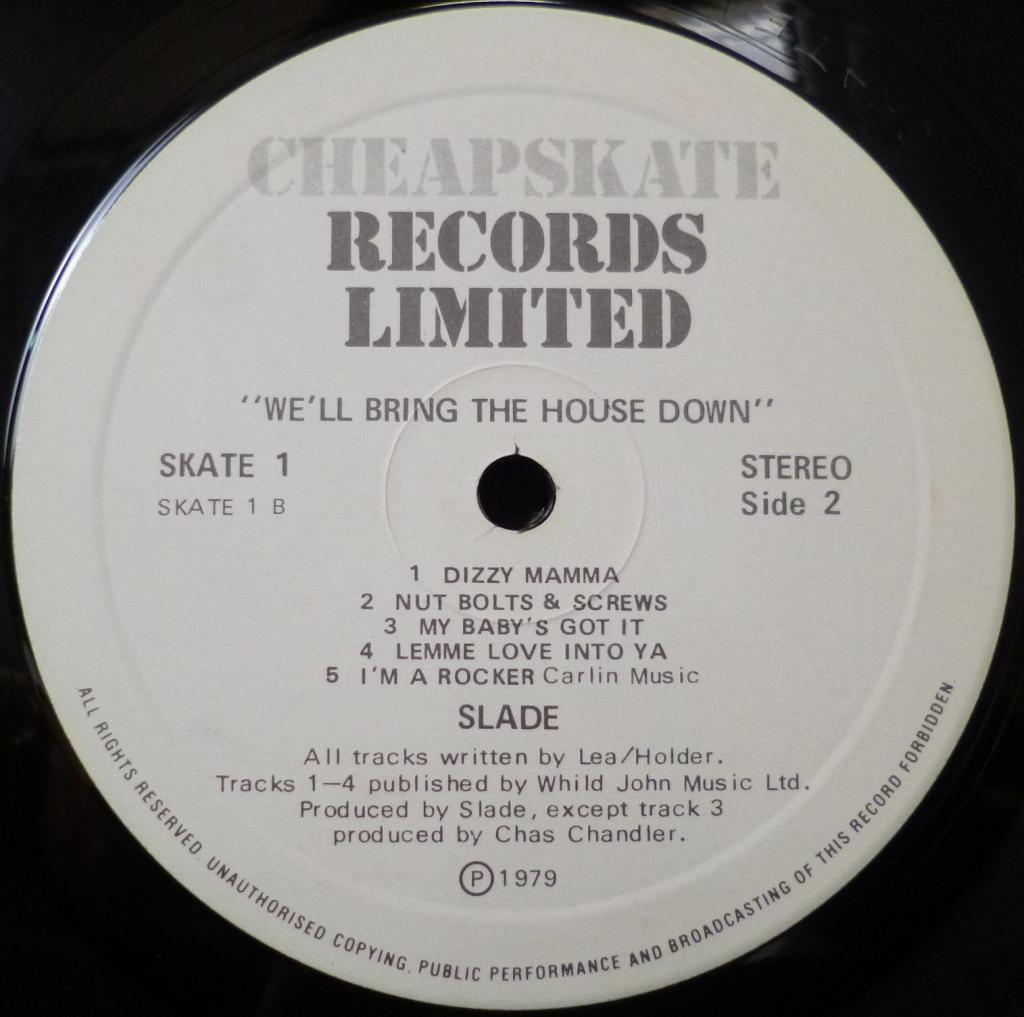 CHEAPSKATE
RECORDS
LIMITED
"WE'LL BRING THE HOUSE DOWN"
SKATE 1
SKATE 1 B
STEREO
Side 2
1 DIZZY MAMMA
2 NUT BOLTS & SCREWS
3 MY BABY'S GOT IT
4 LEMME LOVE INTO YA
5 I'M A ROCKER Carlin Music
SLADE
All tracks written by Lea/Holder.
Tracks 1—4 published by Whild John Music Ltd.
Produced by Slade, except track 3
produced by Chas Chandler.
Ⓟ 1979
ALL RIGHTS RESERVED. UNAUTHORISED COPYING, PUBLIC PERFORMANCE AND BROADCASTING OF THIS RECORD FORBIDDEN.